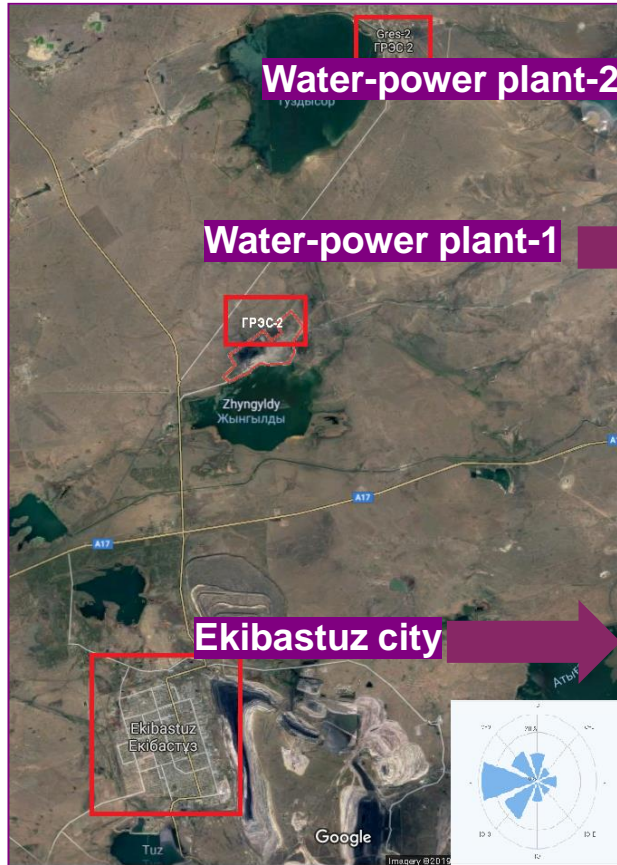 Gres-2
ГРЭС 2
Water-power plant-2
Туздысор
Water-power plant-1
ГРЭС-2
Zhyngyldy
Жынгылды
A17
A17
Ekibastuz city
Ekibastuz
Екібастұз
Tuz
Google
Imagery ©2019